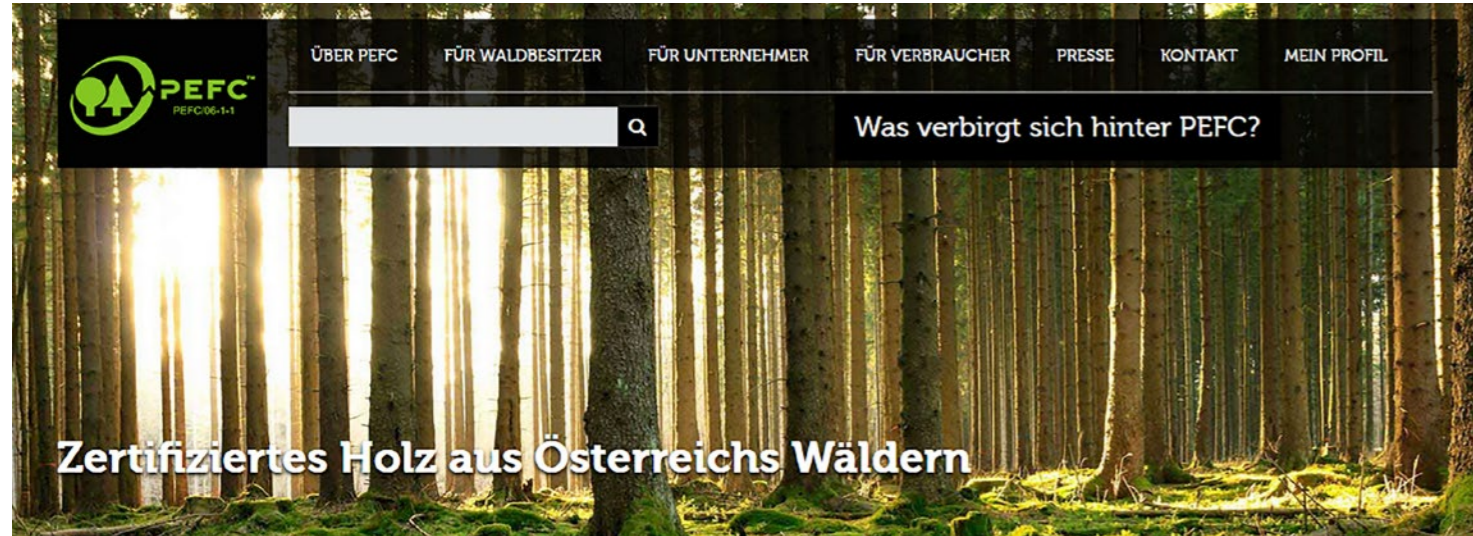 PEFC™
PEFC/06-1-1
ÜBER PEFC FÜR WALDBESITZER FÜR UNTERNEHMER FÜR VERBRAUCHER PRESSE KONTAKT MEIN PROFIL
Was verbirgt sich hinter PEFC?
Zertifiziertes Holz aus Österreichs Wäldern